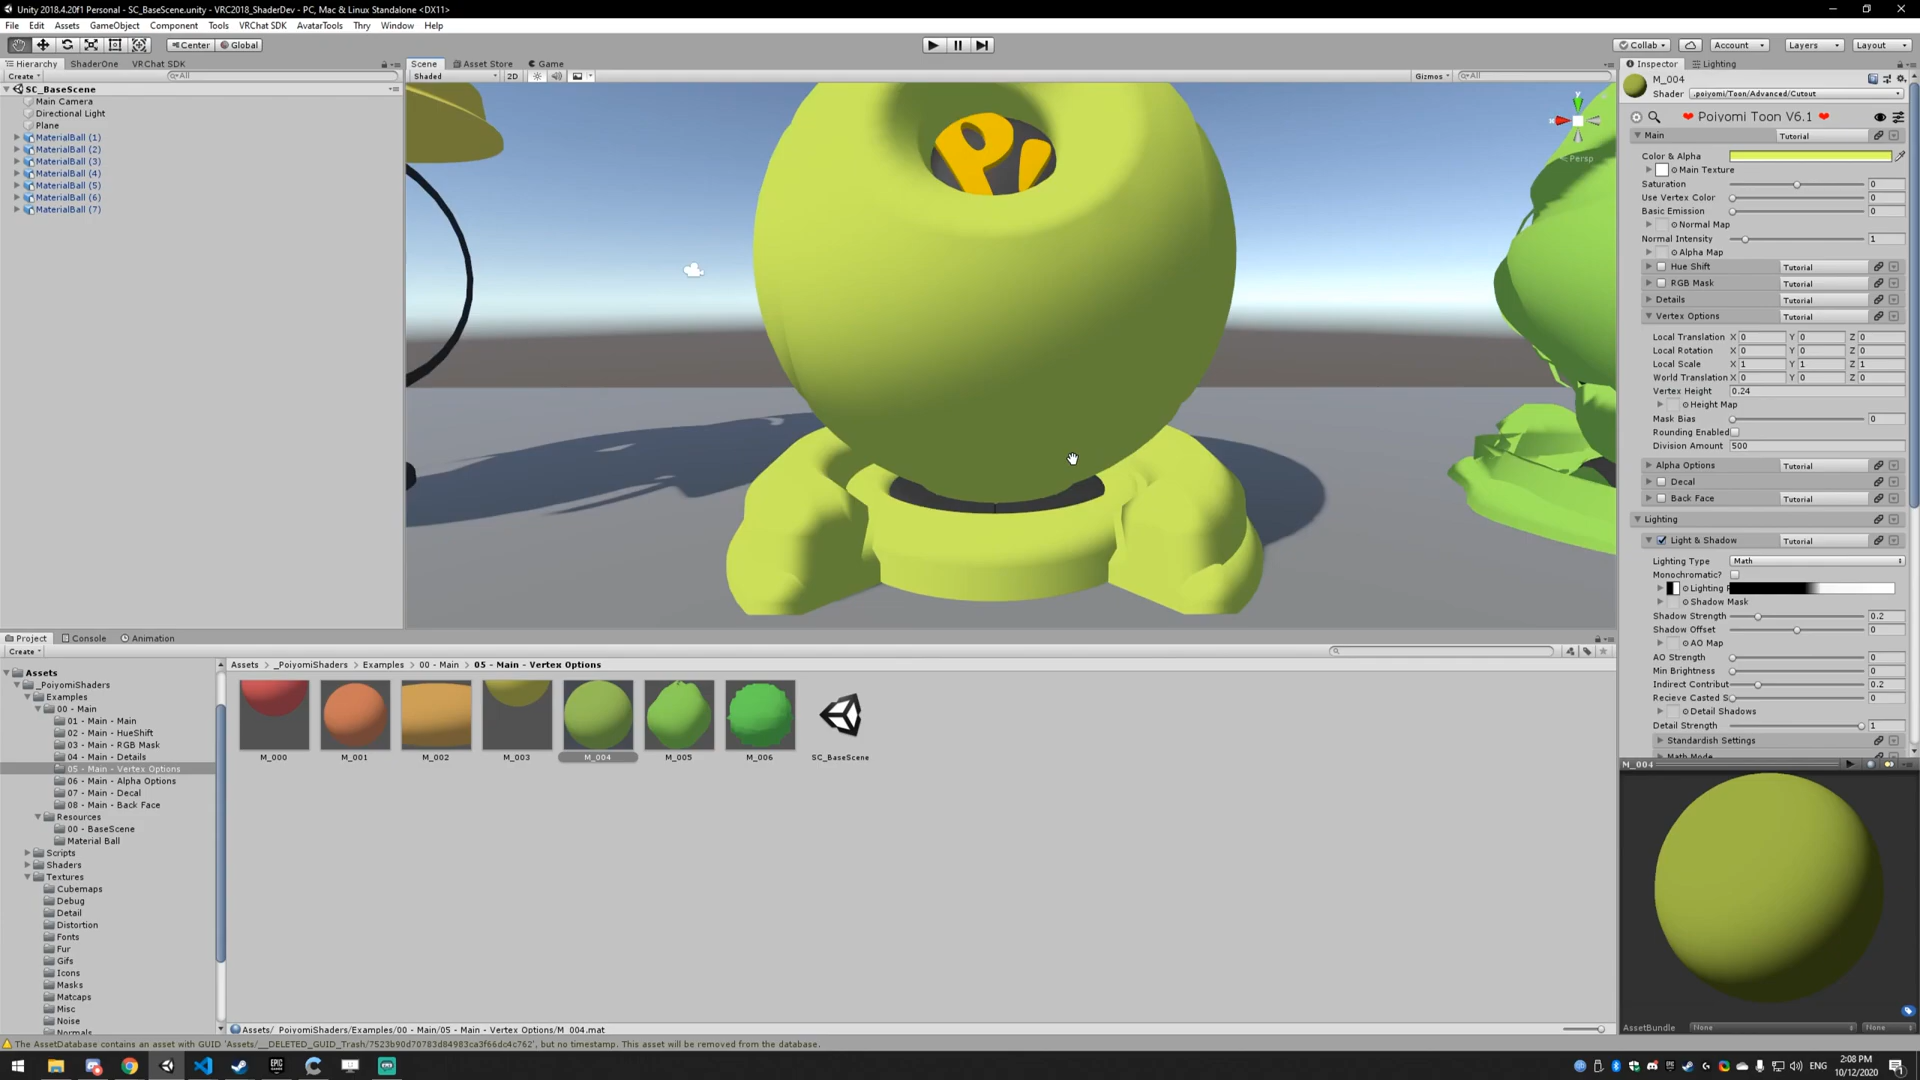 Unity 2018.4.20f1 Personal - SC_BaseScene.unity - VRC2018_ShaderDev - PC, Mac & Linux Standalone <DX11>
File Edit Assets GameObject Component Tools VRChat SDK AvatarTools Thry Window Help
Center Global Collab Account Layers Layout
Hierarchy ShaderOne VRChat SDK Scene Asset Store Game Inspector Lighting
Create All Shaded 2D Gizmos All
SC_BaseScene
Main Camera
Directional Light
Plane
MaterialBall (1)
MaterialBall (2)
MaterialBall (3)
MaterialBall (4)
MaterialBall (5)
MaterialBall (6)
MaterialBall (7)
y
x
< Persp
M_004
Shader .poiyomi/Toon/Advanced/Cutout
❤ Poiyomi Toon V6.1 ❤
Main Tutorial
Color & Alpha
Main Texture
Saturation 0
Use Vertex Color 0
Basic Emission 0
Normal Map
Normal Intensity 1
Alpha Map
Hue Shift Tutorial
RGB Mask Tutorial
Details Tutorial
Vertex Options Tutorial
Local Translation X 0 Y 0 Z 0
Local Rotation X 0 Y 0 Z 0
Local Scale X 1 Y 1 Z 1
World Translation X 0 Y 0 Z 0
Vertex Height 0.24
Height Map
Mask Bias 0
Rounding Enabled
Division Amount 500
Alpha Options Tutorial
Decal Tutorial
Back Face Tutorial
Lighting
Light & Shadow Tutorial
Lighting Type Math
Monochromatic?
Lighting
Shadow Mask
Shadow Strength 0.2
Shadow Offset 0
AO Map
AO Strength 0
Min Brightness 0
Indirect Contribut 0.2
Recieve Casted S 0
Detail Shadows
Detail Strength 1
Standardish Settings
Math Mode
M_004
AssetBundle None None
Project Console Animation
Create
Assets
_PoiyomiShaders
Examples
00 - Main
01 - Main - Main
02 - Main - HueShift
03 - Main - RGB Mask
04 - Main - Details
05 - Main - Vertex Options
06 - Main - Alpha Options
07 - Main - Decal
08 - Main - Back Face
Resources
00 - BaseScene
Material Ball
Scripts
Shaders
Textures
Cubemaps
Debug
Detail
Distortion
Fonts
Fur
Gifs
Icons
Masks
Matcaps
Misc
Noise
Normals
Assets > _PoiyomiShaders > Examples > 00 - Main > 05 - Main - Vertex Options
M_000 M_001 M_002 M_003 M_004 M_005 M_006 SC_BaseScene
Assets/_PoiyomiShaders/Examples/00 - Main/05 - Main - Vertex Options/M_004.mat
The AssetDatabase contains an asset with GUID 'Assets/__DELETED_GUID_Trash/7523b90d70783d84983ca3f66dc4c762', but no timestamp. This asset will be removed from the database.
ENG
2:08 PM
10/12/2020